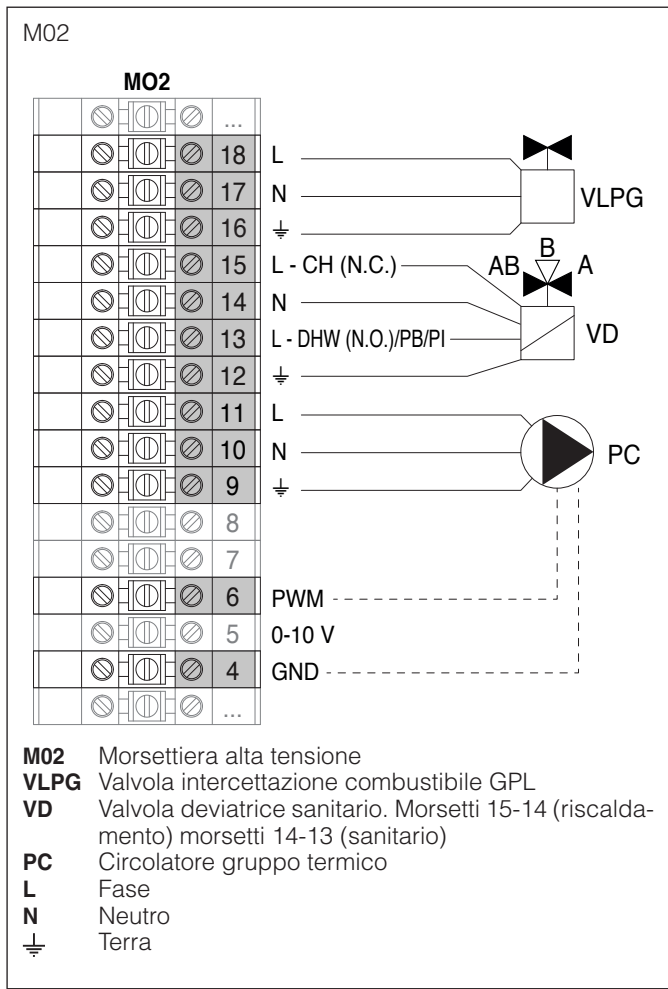 M02
MO2
...
18 L
17 N VLPG
16 ⏚
B
AB A
15 L - CH (N.C.)
14 N
13 L - DHW (N.O.)/PB/PI VD
12 ⏚
11 L
10 N PC
9 ⏚
8
7
6 PWM
5 0-10 V
4 GND
...
M02 Morsettiera alta tensione
VLPG Valvola intercettazione combustibile GPL
VD Valvola deviatrice sanitario. Morsetti 15-14 (riscalda-
mento) morsetti 14-13 (sanitario)
PC Circolatore gruppo termico
L Fase
N Neutro
⏚ Terra